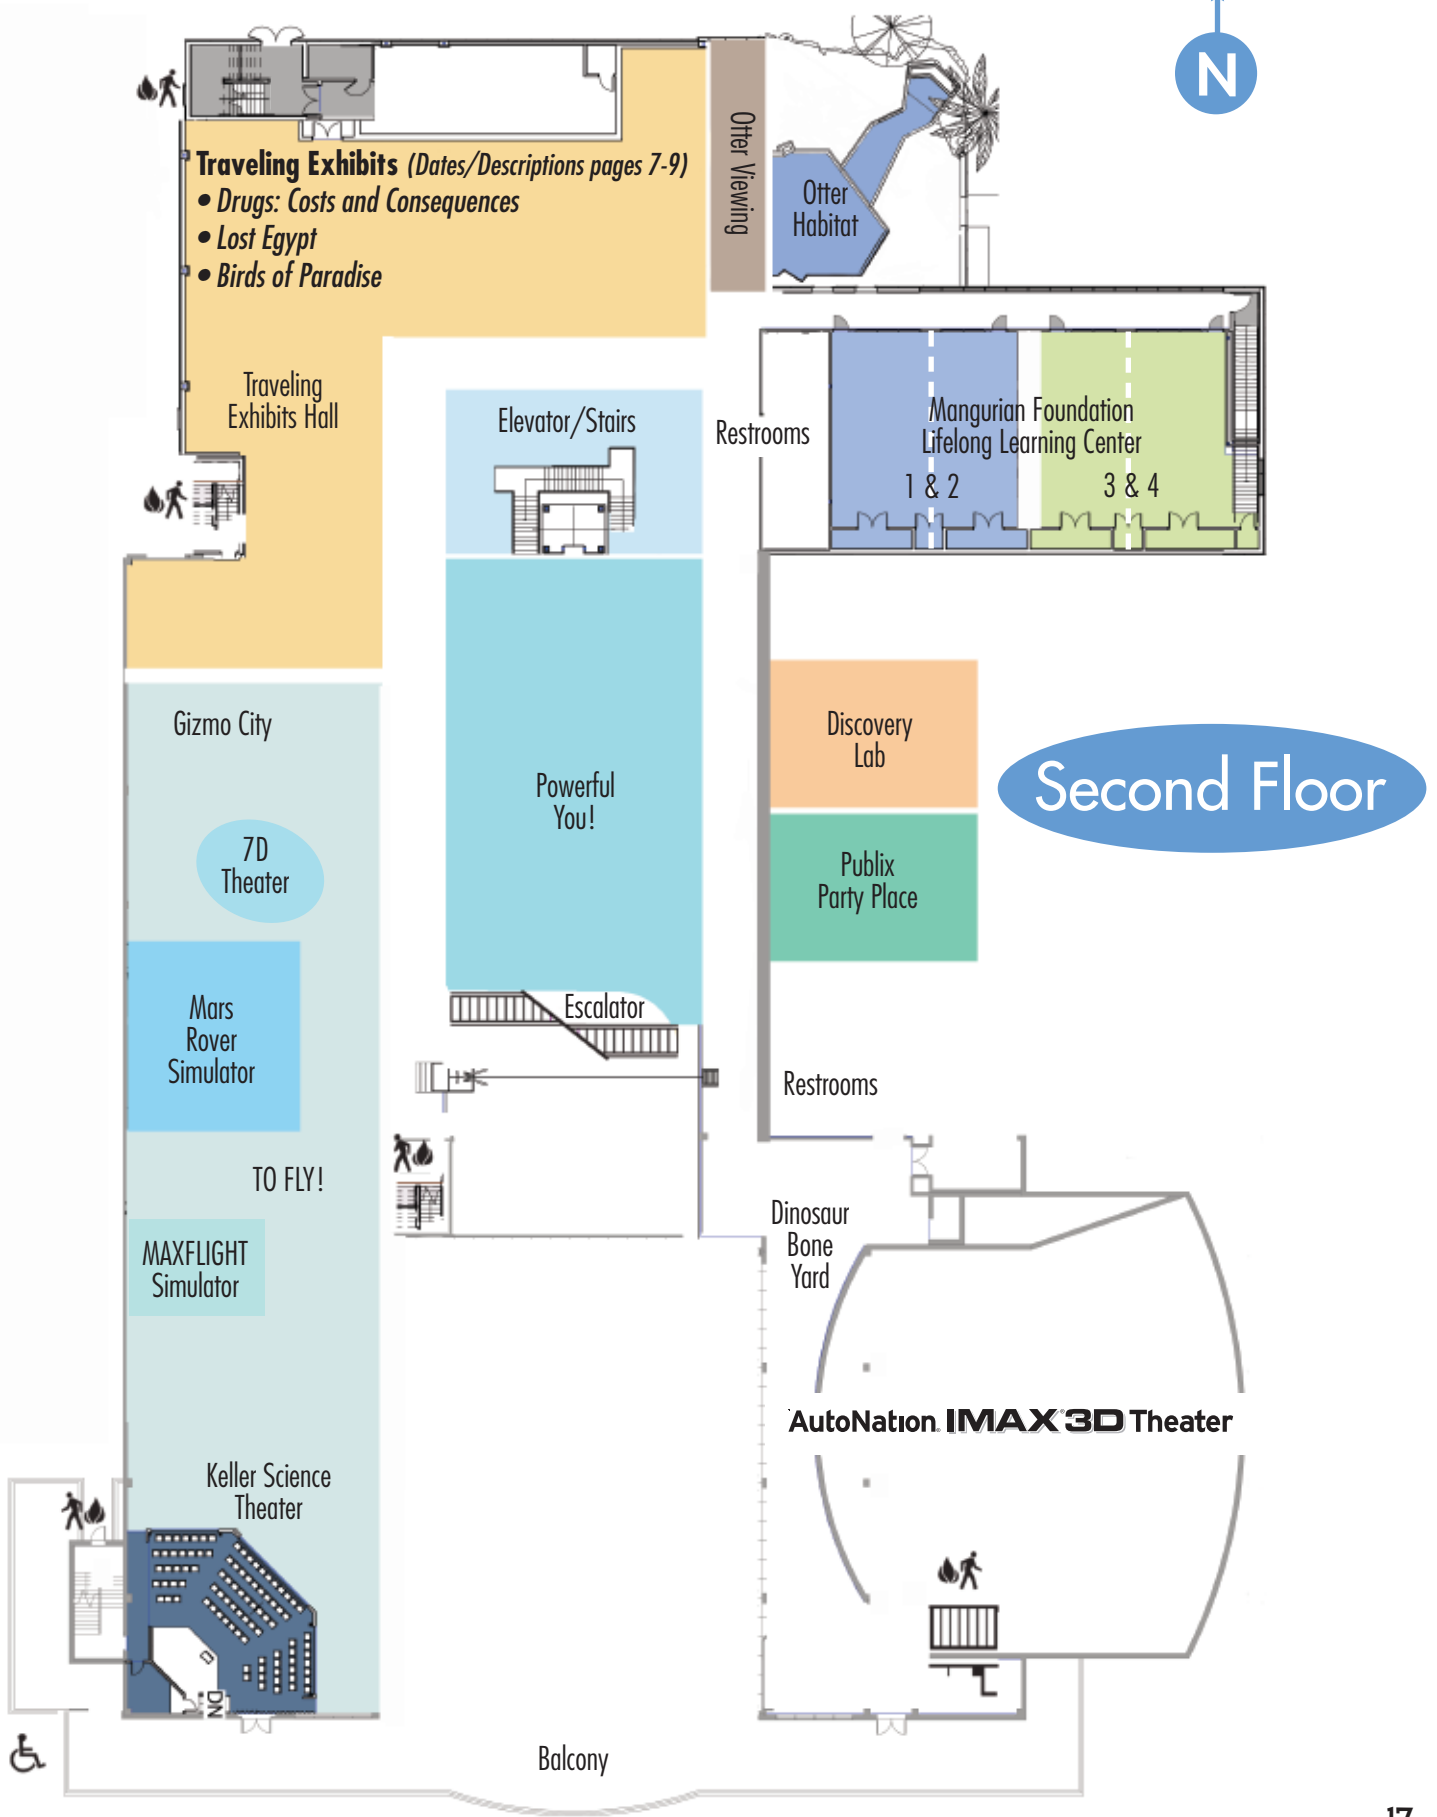 N
Traveling Exhibits (Dates/Descriptions pages 7-9)
• Drugs: Costs and Consequences
• Lost Egypt
• Birds of Paradise
Otter Viewing
Otter
Habitat
Traveling
Exhibits Hall
Elevator/Stairs
Restrooms
Mangurian Foundation
Lifelong Learning Center
1 & 2
3 & 4
Gizmo City
Discovery
Lab
Second Floor
Powerful
You!
7D
Theater
Publix
Party Place
Mars
Rover
Simulator
Escalator
Restrooms
TO FLY!
Dinosaur
Bone
Yard
MAXFLIGHT
Simulator
AutoNation IMAX 3D Theater
Keller Science
Theater
DN
Balcony
17